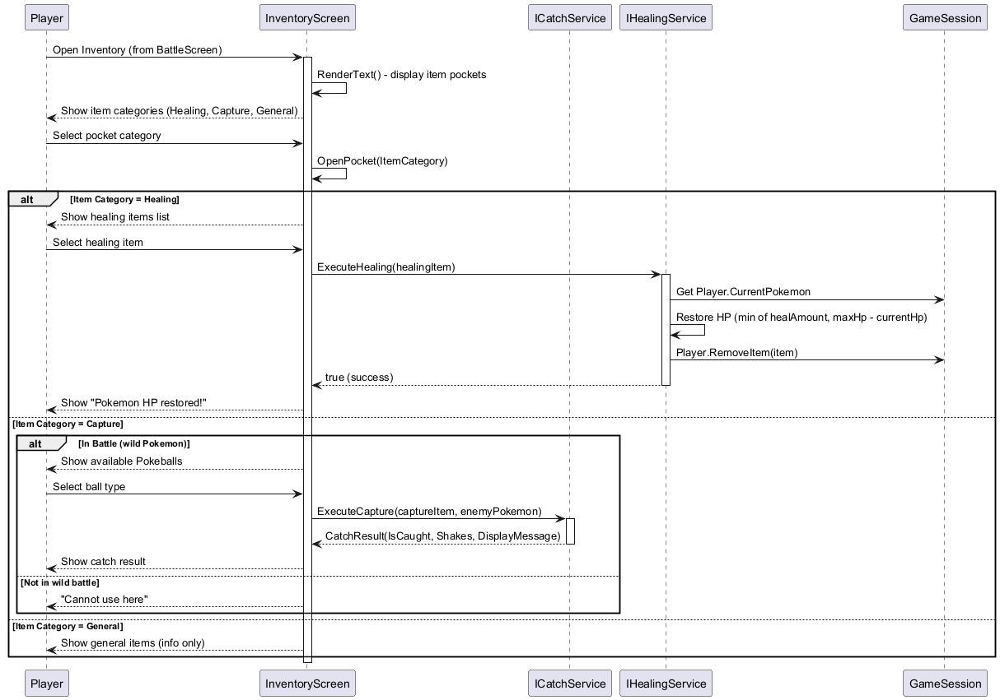 Player
InventoryScreen
ICatchService
IHealingService
GameSession
Open Inventory (from BattleScreen)
RenderText() - display item pockets
Show item categories (Healing, Capture, General)
Select pocket category
OpenPocket(ItemCategory)
alt
[Item Category = Healing]
Show healing items list
Select healing item
ExecuteHealing(healingItem)
Get Player.CurrentPokemon
Restore HP (min of healAmount, maxHp - currentHp)
Player.RemoveItem(item)
true (success)
Show "Pokemon HP restored!"
[Item Category = Capture]
alt
[In Battle (wild Pokemon)]
Show available Pokeballs
Select ball type
ExecuteCapture(captureItem, enemyPokemon)
CatchResult(IsCaught, Shakes, DisplayMessage)
Show catch result
[Not in wild battle]
"Cannot use here"
[Item Category = General]
Show general items (info only)
Player
InventoryScreen
ICatchService
IHealingService
GameSession